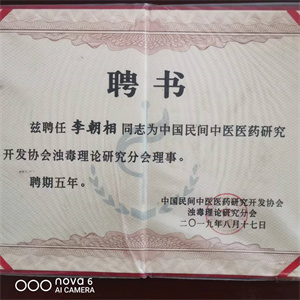 聘书
兹聘任 李朝相 同志为中国民间中医医药研究
开发协会浊毒理论研究分会理事。
聘期五年。
中国民间中医医药研究开发协会
浊毒理论研究分会
二〇一九年八月十七日
nova 6
AI CAMERA